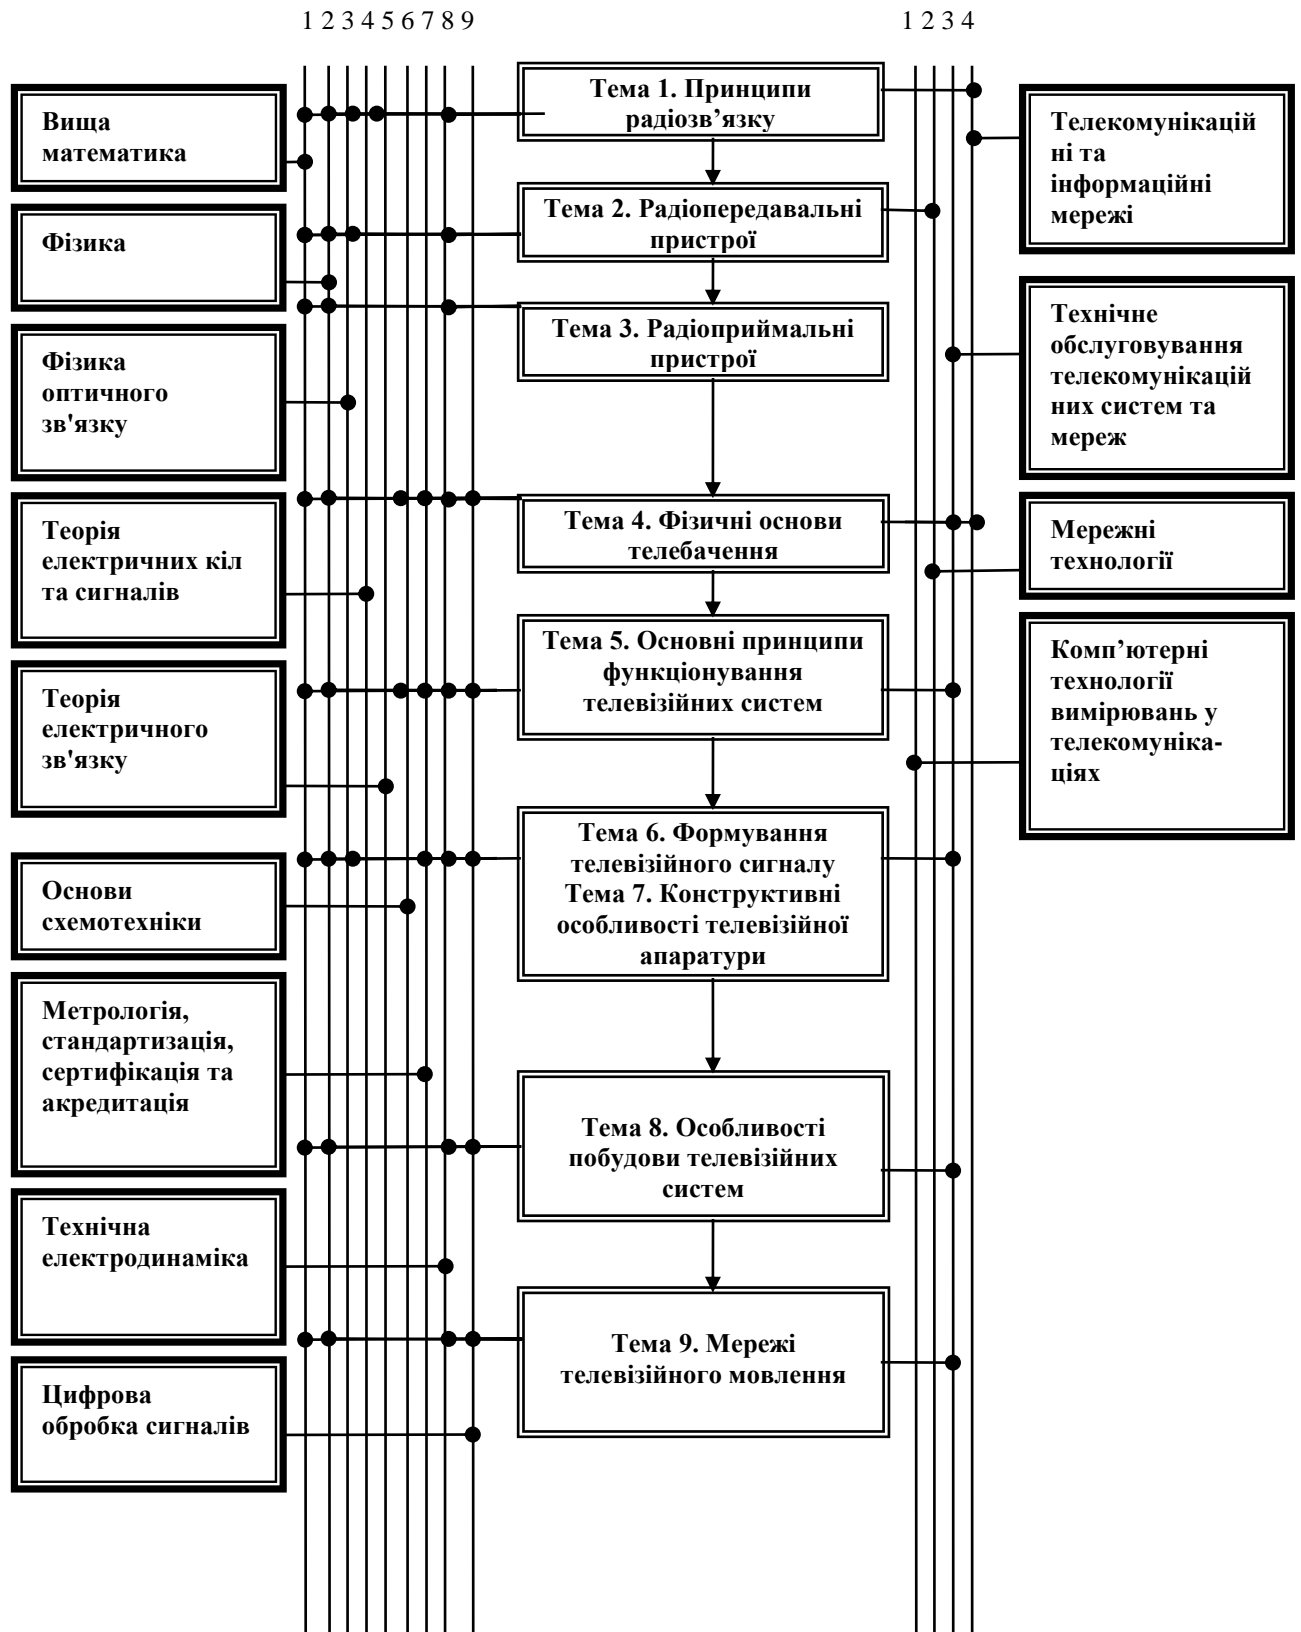 1 2 3 4 5 6 7 8 9
1 2 3 4
Вища
математика
Фізика
Фізика
оптичного
зв'язку
Теорія
електричних кіл
та сигналів
Теорія
електричного
зв'язку
Основи
схемотехніки
Метрологія,
стандартизація,
сертифікація та
акредитація
Технічна
електродинаміка
Цифрова
обробка сигналів
Тема 1. Принципи
радіозв’язку
Тема 2. Радіопередавальні
пристрої
Тема 3. Радіоприймальні
пристрої
Тема 4. Фізичні основи
телебачення
Тема 5. Основні принципи
функціонування
телевізійних систем
Тема 6. Формування
телевізійного сигналу
Тема 7. Конструктивні
особливості телевізійної
апаратури
Тема 8. Особливості
побудови телевізійних
систем
Тема 9. Мережі
телевізійного мовлення
Телекомунікацій
ні та
інформаційні
мережі
Технічне
обслуговування
телекомунікацій
них систем та
мереж
Мережні
технології
Комп’ютерні
технології
вимірювань у
телекомуніка-
ціях